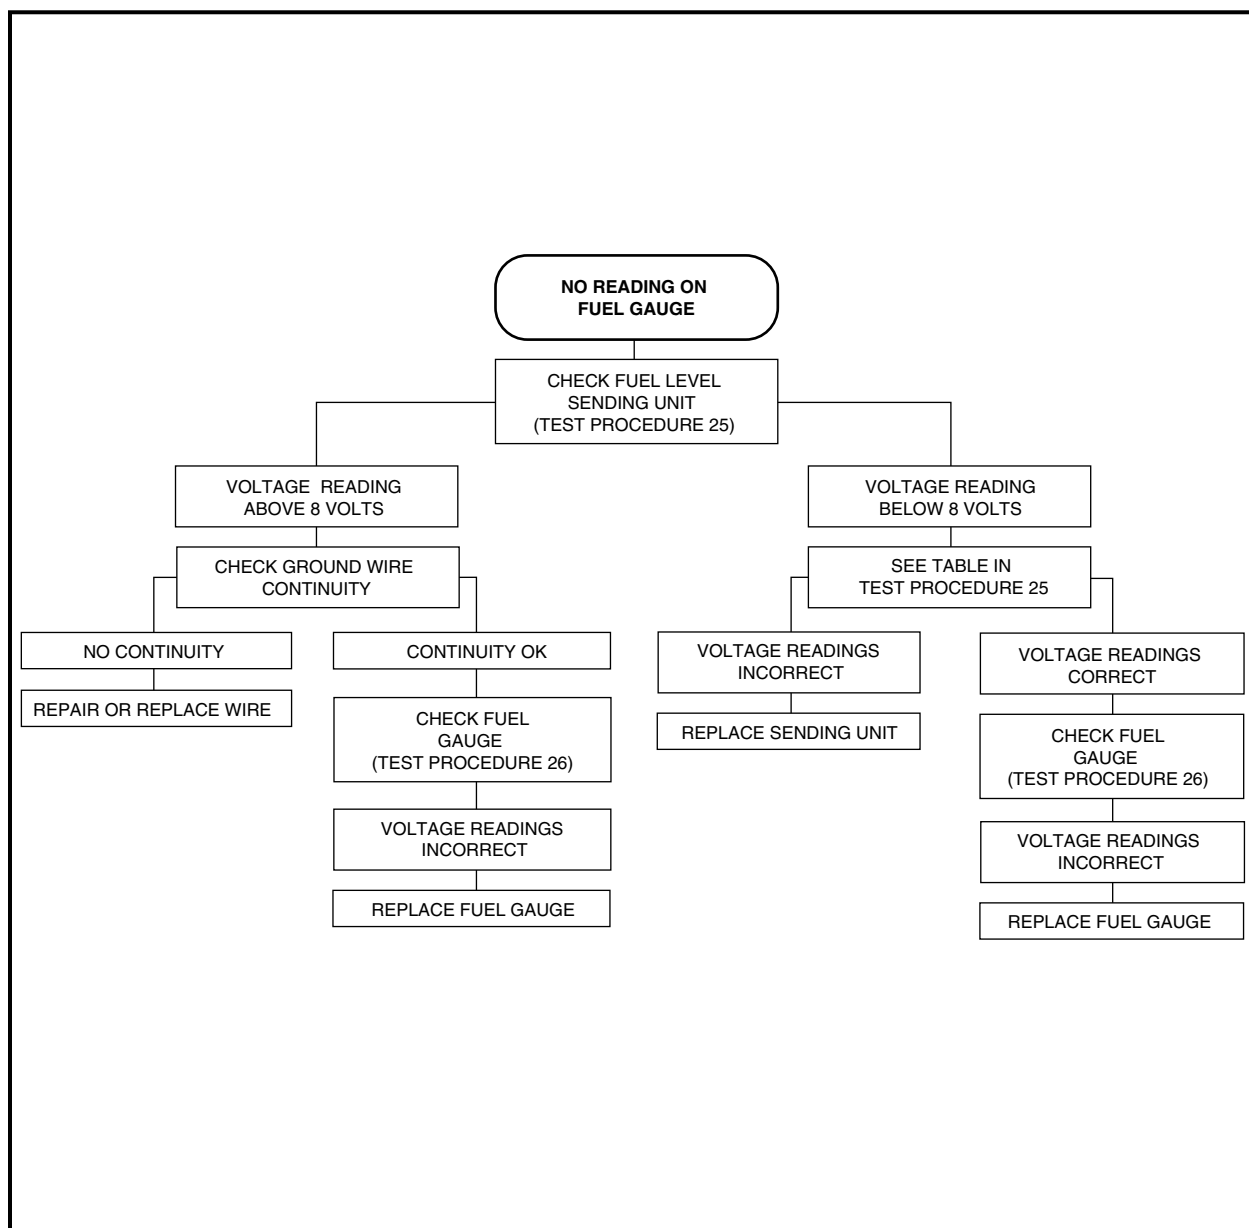 NO READING ON
FUEL GAUGE
CHECK FUEL LEVEL
SENDING UNIT
(TEST PROCEDURE 25)
VOLTAGE READING
ABOVE 8 VOLTS
VOLTAGE READING
BELOW 8 VOLTS
CHECK GROUND WIRE
CONTINUITY
SEE TABLE IN
TEST PROCEDURE 25
NO CONTINUITY
CONTINUITY OK
VOLTAGE READINGS
INCORRECT
VOLTAGE READINGS
CORRECT
REPAIR OR REPLACE WIRE
CHECK FUEL
GAUGE
(TEST PROCEDURE 26)
REPLACE SENDING UNIT
CHECK FUEL
GAUGE
(TEST PROCEDURE 26)
VOLTAGE READINGS
INCORRECT
VOLTAGE READINGS
INCORRECT
REPLACE FUEL GAUGE
REPLACE FUEL GAUGE